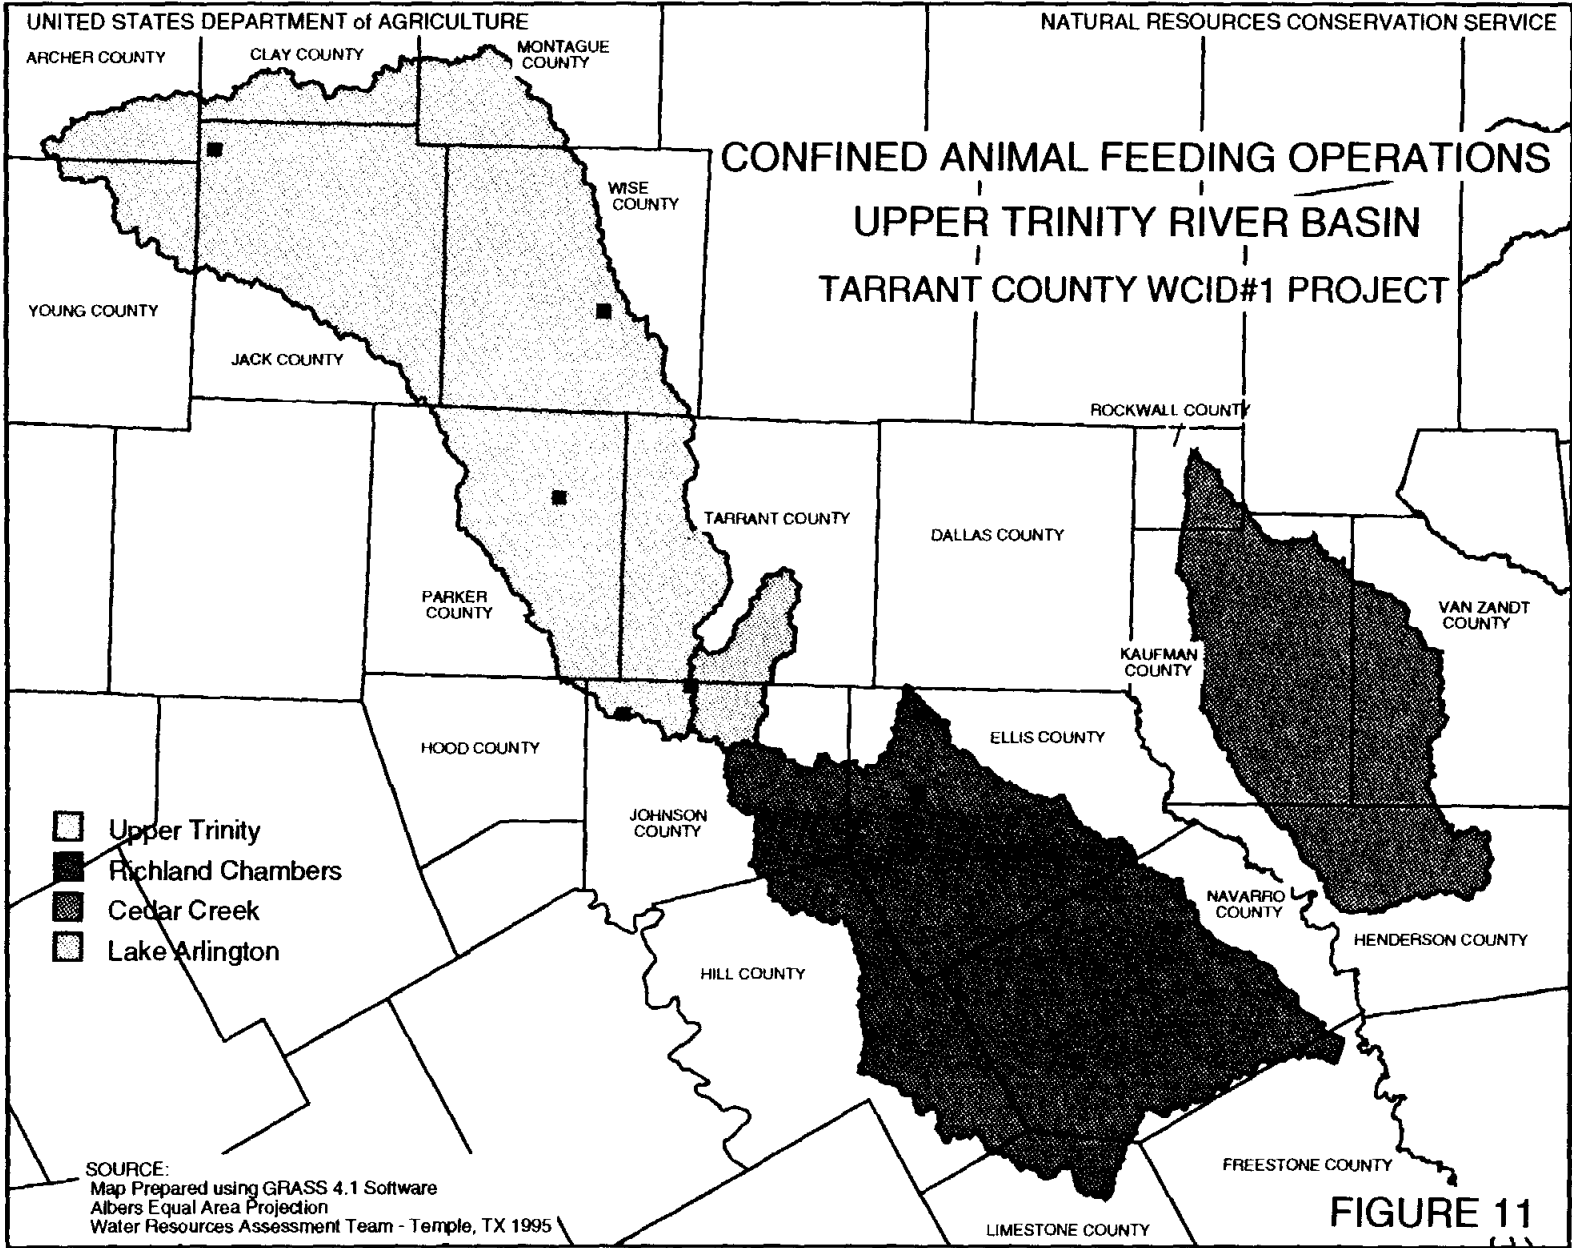 UNITED STATES DEPARTMENT of AGRICULTURE
NATURAL RESOURCES CONSERVATION SERVICE
ARCHER COUNTY
CLAY COUNTY
MONTAGUE
COUNTY
CONFINED ANIMAL FEEDING OPERATIONS
UPPER TRINITY RIVER BASIN
TARRANT COUNTY WCID#1 PROJECT
WISE
COUNTY
YOUNG COUNTY
JACK COUNTY
ROCKWALL COUNTY
TARRANT COUNTY
DALLAS COUNTY
PARKER
COUNTY
VAN ZANDT
COUNTY
KAUFMAN
COUNTY
HOOD COUNTY
ELLIS COUNTY
JOHNSON
COUNTY
Upper Trinity
Richland Chambers
Cedar Creek
Lake Arlington
NAVARRO
COUNTY
HENDERSON COUNTY
HILL COUNTY
FREESTONE COUNTY
LIMESTONE COUNTY
SOURCE:
Map Prepared using GRASS 4.1 Software
Albers Equal Area Projection
Water Resources Assessment Team - Temple, TX 1995
FIGURE 11